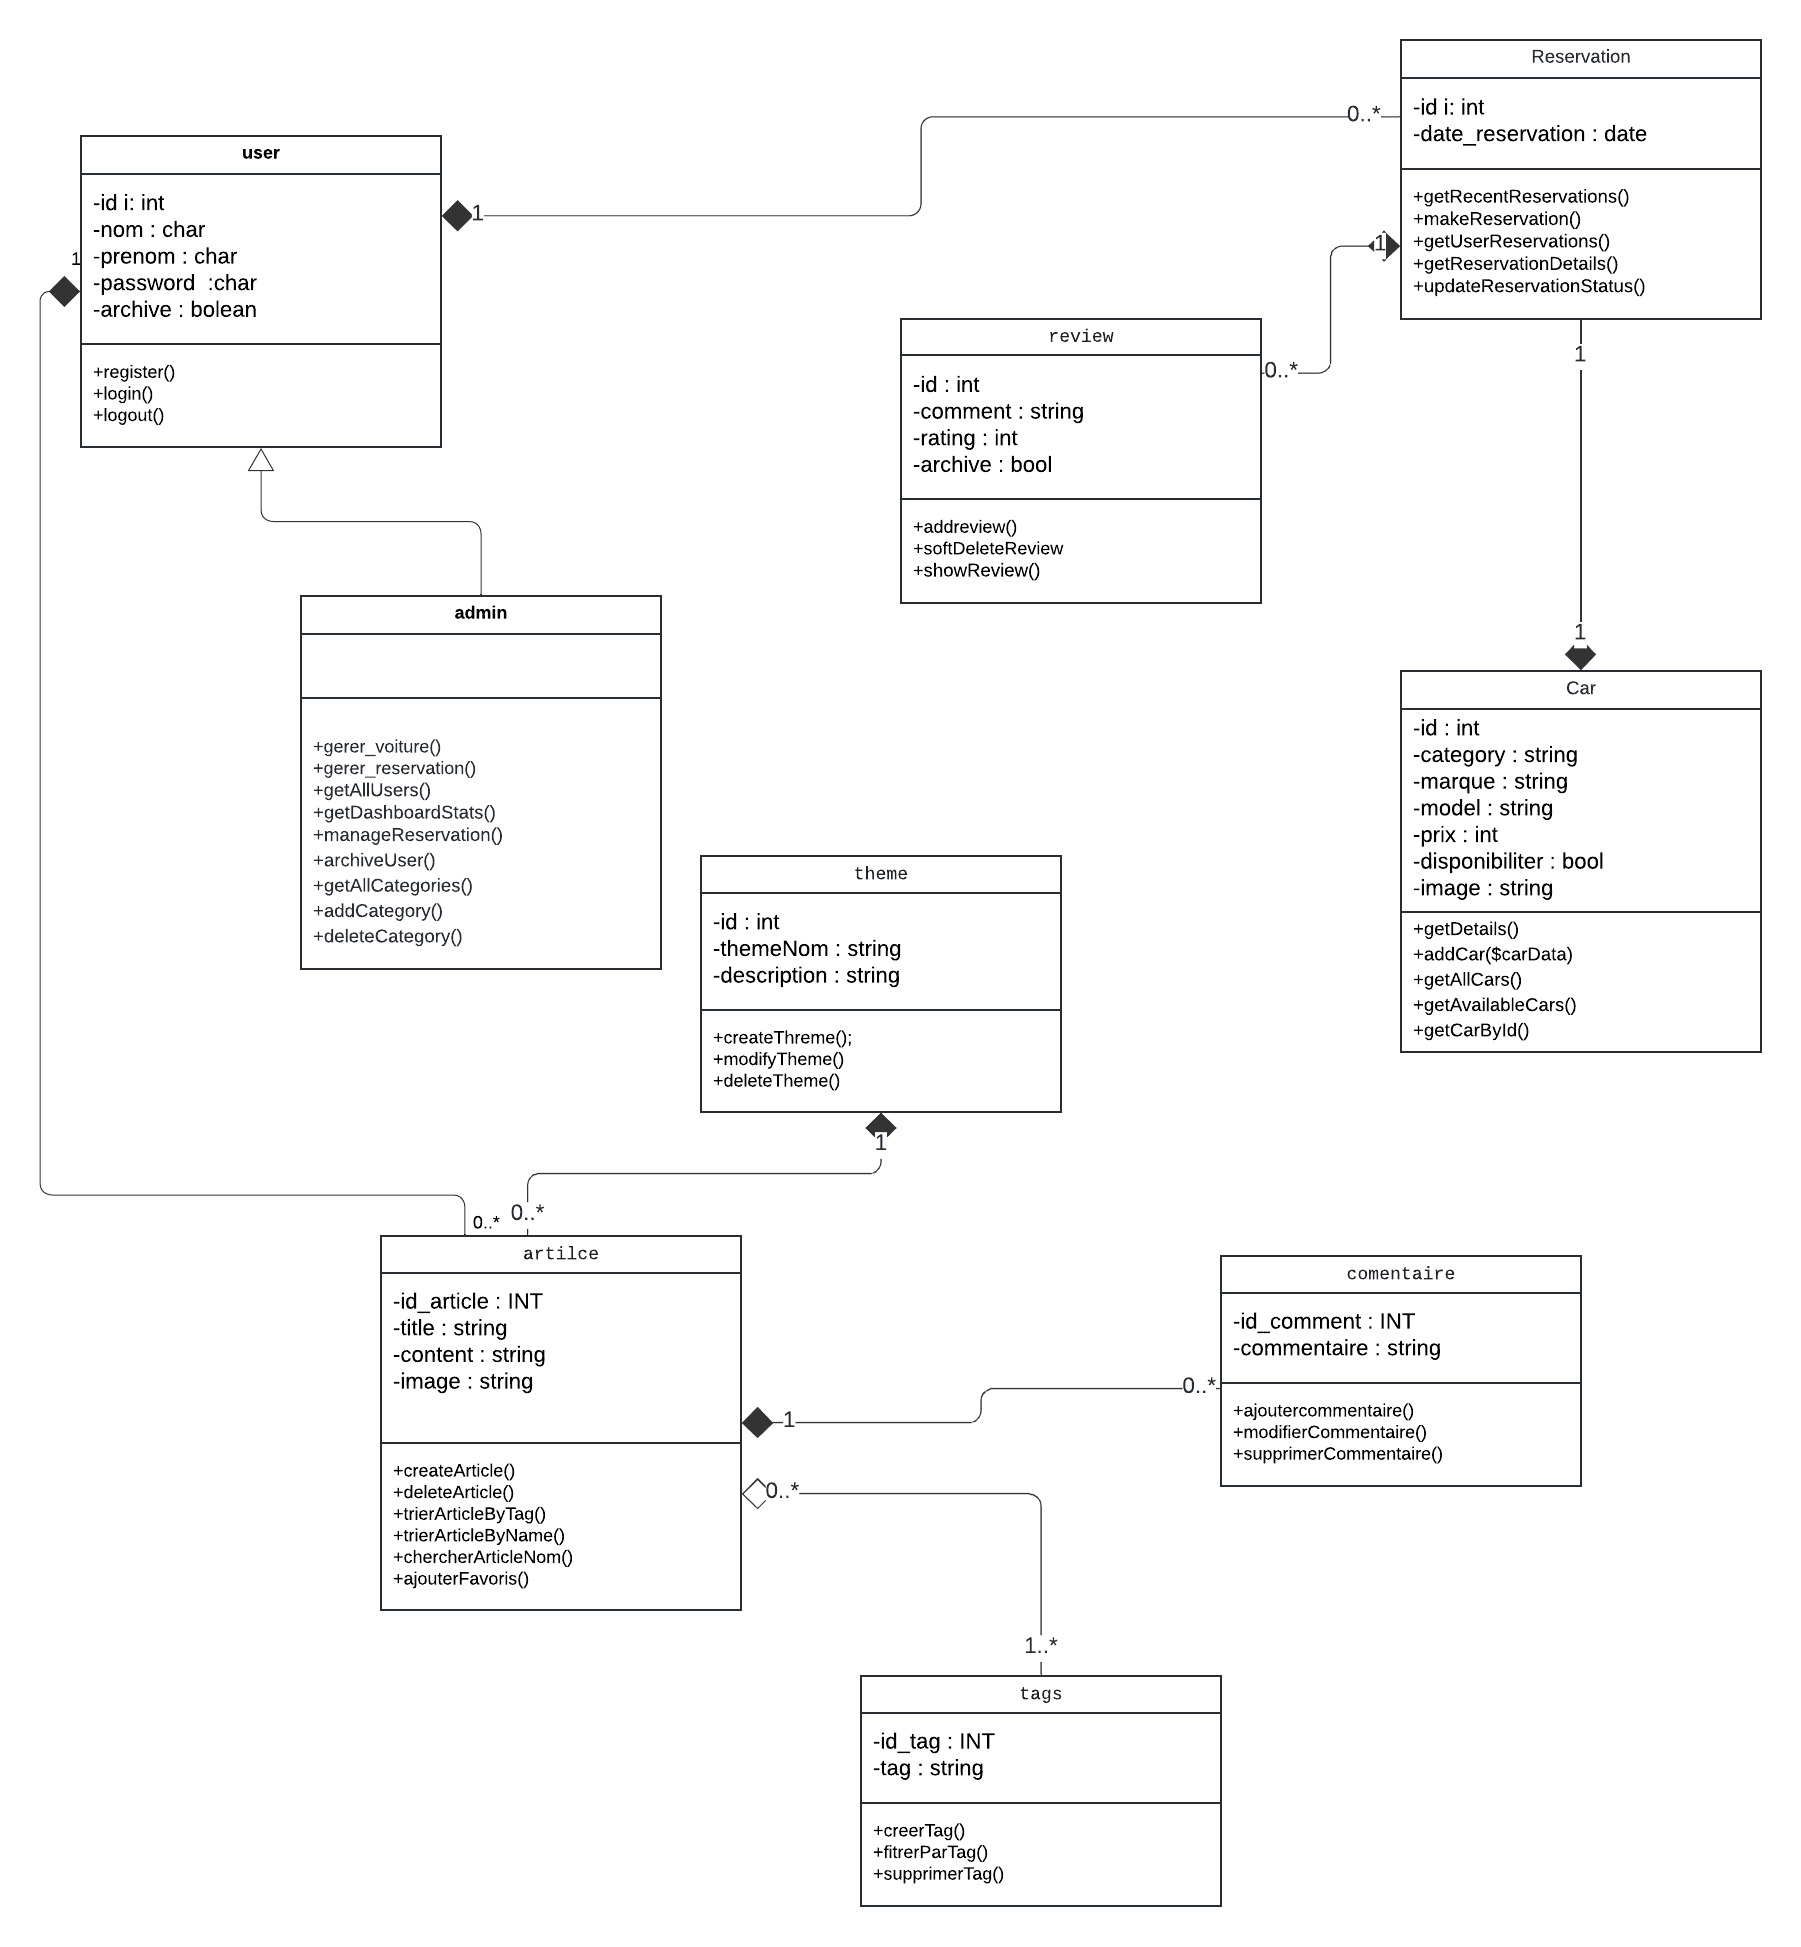 Reservation
-id i: int
-date_reservation : date
+getRecentReservations()
+makeReservation()
+getUserReservations()
+getReservationDetails()
+updateReservationStatus()
0..*
1
1
user
-id i: int
-nom : char
-prenom : char
-password  :char
-archive : bolean
+register()
+login()
+logout()
1
1
review
-id : int
-comment : string
-rating : int
-archive : bool
+addreview()
+softDeleteReview
+showReview()
0..*
admin
+gerer_voiture()
+gerer_reservation()
+getAllUsers()
+getDashboardStats()
+manageReservation()
+archiveUser()
+getAllCategories()
+addCategory()
+deleteCategory()
1
Car
-id : int
-category : string
-marque : string
-model : string
-prix : int
-disponibiliter : bool
-image : string
+getDetails()
+addCar($carData)
+getAllCars()
+getAvailableCars()
+getCarById()
theme
-id : int
-themeNom : string
-description : string
+createThreme();
+modifyTheme()
+deleteTheme()
1
0..*
0..*
artilce
-id_article : INT
-title : string
-content : string
-image : string
+createArticle()
+deleteArticle()
+trierArticleByTag()
+trierArticleByName()
+chercherArticleNom()
+ajouterFavoris()
1
0..*
comentaire
-id_comment : INT
-commentaire : string
+ajoutercommentaire()
+modifierCommentaire()
+supprimerCommentaire()
0..*
1..*
tags
-id_tag : INT
-tag : string
+creerTag()
+fitrerParTag()
+supprimerTag()